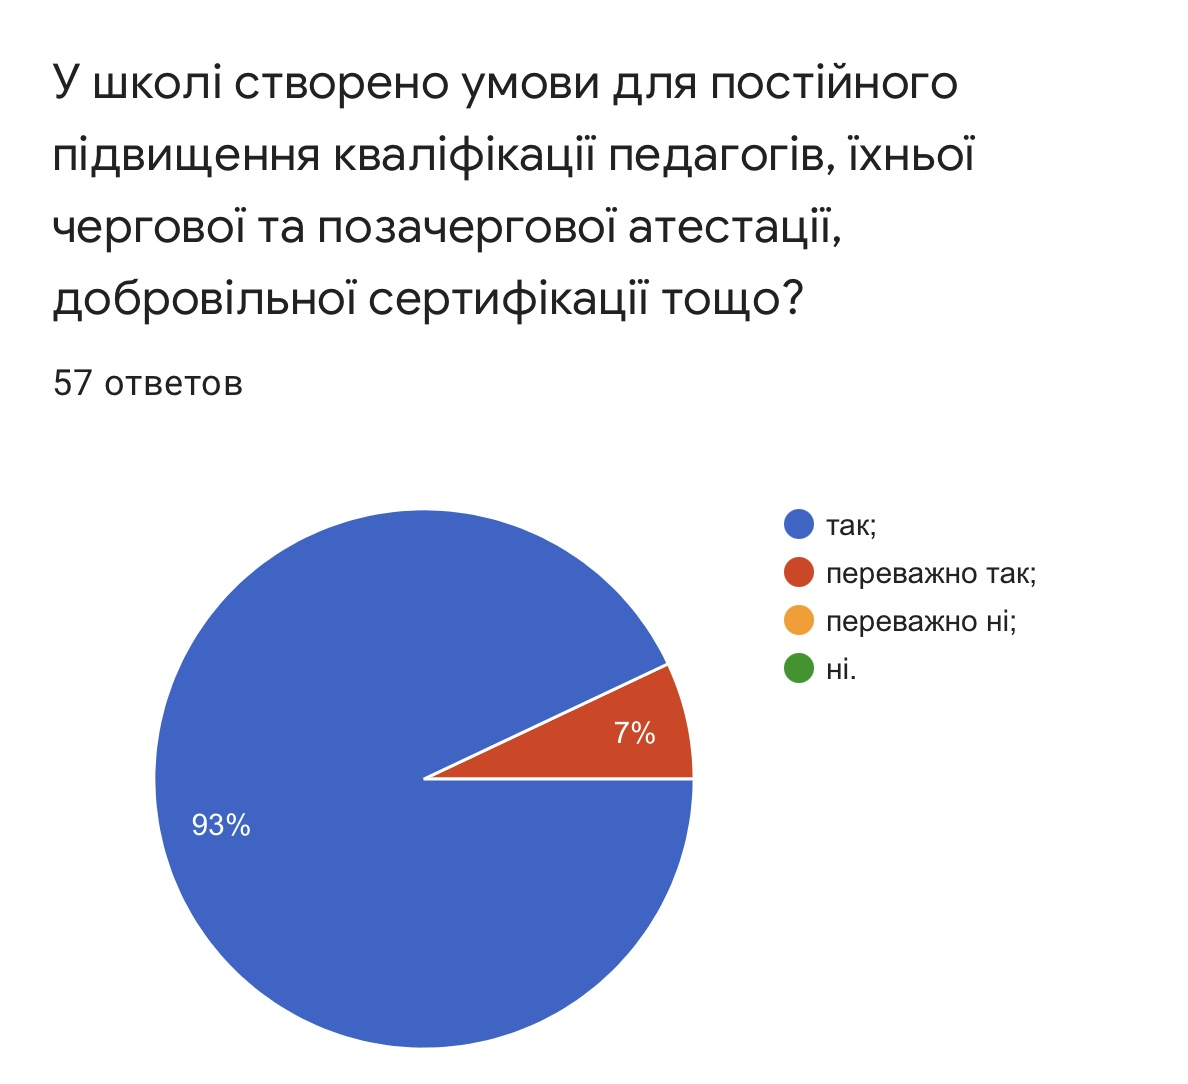 У школі створено умови для постійного
підвищення кваліфікації педагогів, їхньої
чергової та позачергової атестації,
добровільної сертифікації тощо?
57 ответов
так;
переважно так;
переважно ні;
ні.
7%
93%